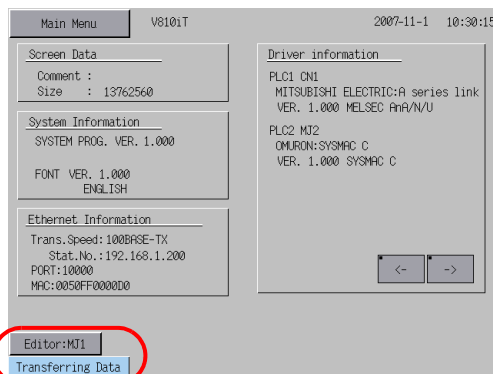 Main Menu V810iT 2007-11-1 10:30:15
Screen Data
Comment :
Size : 13762560
System Information
SYSTEM PROG. VER. 1.000
FONT VER. 1.000
ENGLISH
Ethernet Information
Trans.Speed:100BASE-TX
Stat.No.:192.168.1.200
PORT:10000
MAC:0050FF0000D0
Driver information
PLC1 CN1
MITSUBISHI ELECTRIC:A series link
VER. 1.000 MELSEC AnA/N/U
PLC2 MJ2
OMURON:SYSMAC C
VER. 1.000 SYSMAC C
<- ->
Editor:MJ1
Transferring Data